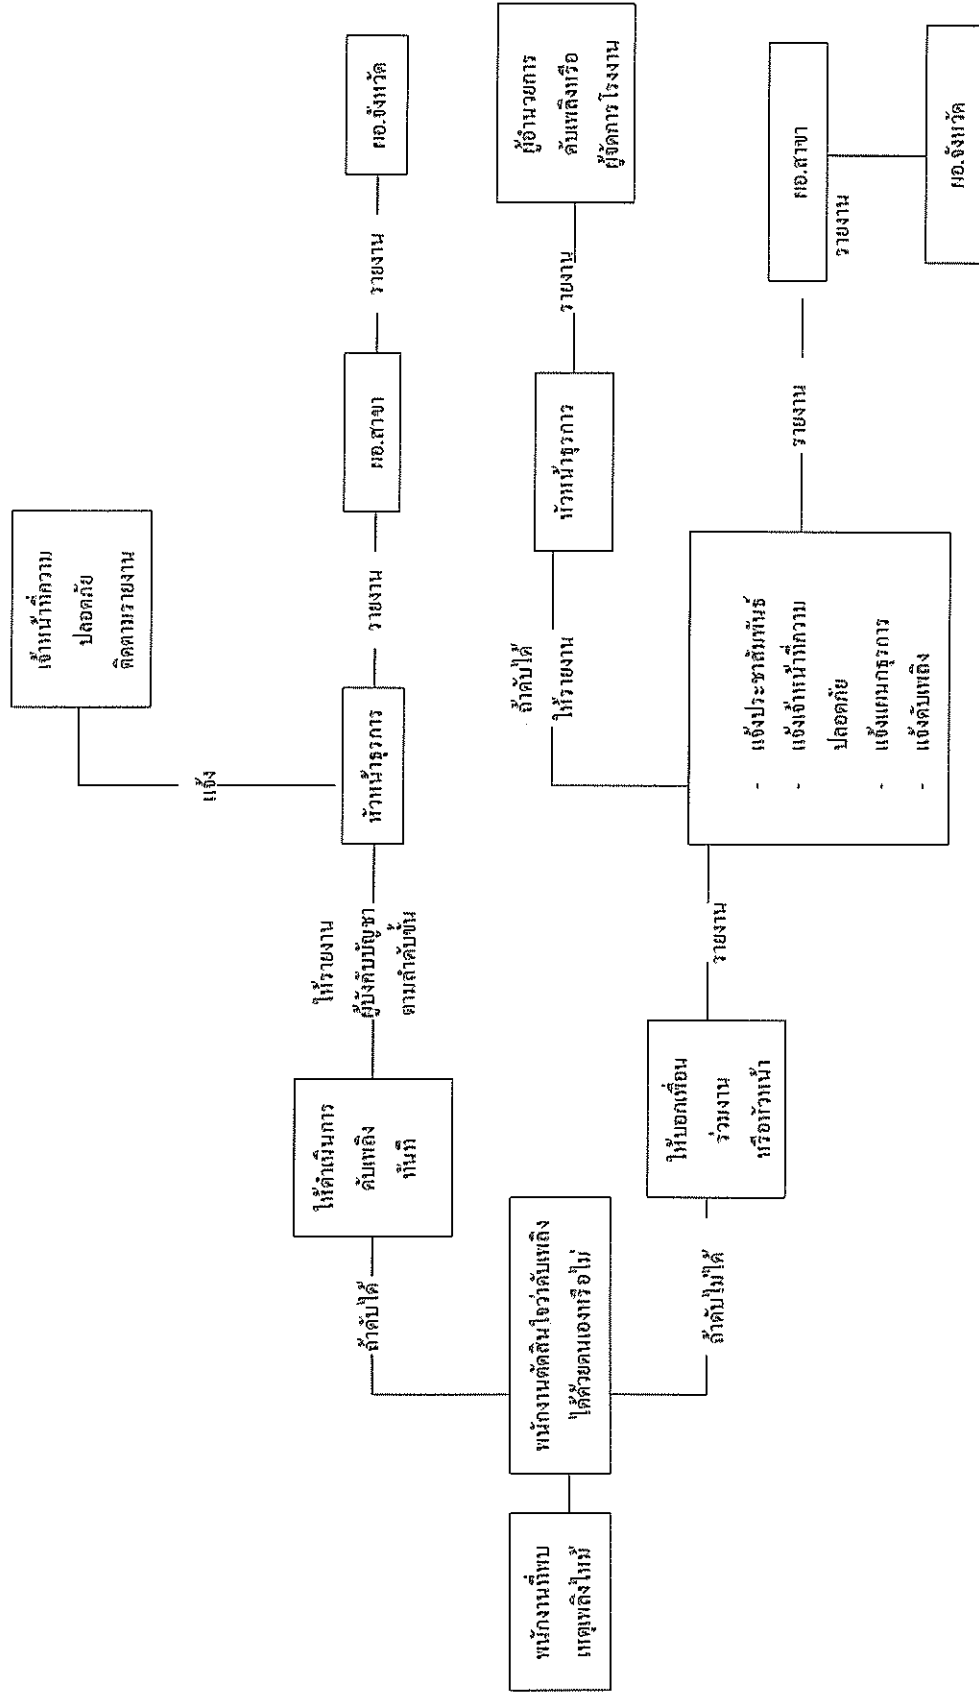 พนักงานที่พบ
เหตุเพลิงไหม้
พนักงานตัดสินใจว่าดับเพลิง
ได้ด้วยตนเองหรือไม่
ถ้าดับได้
ให้ดำเนินการ
ดับเพลิง
ทันที
ให้รายงาน
ผู้บังคับบัญชา
ตามลำดับขั้น
หัวหน้าธุรการ
แจ้ง
เจ้าหน้าที่ความ
ปลอดภัย
ติดตามรายงาน
รายงาน
ผอ.สาขา
รายงาน
ผอ.จังหวัด
ถ้าดับไม่ได้
ให้บอกเพื่อน
ร่วมงาน
หรือหัวหน้า
รายงาน
- แจ้งประชาสัมพันธ์
- แจ้งเจ้าหน้าที่ความ
ปลอดภัย
- แจ้งแผนกธุรการ
- แจ้งดับเพลิง
ถ้าดับได้
ให้รายงาน
หัวหน้าธุรการ
รายงาน
ผู้อำนวยการ
ดับเพลิงหรือ
ผู้จัดการโรงงาน
รายงาน
ผอ.สาขา
รายงาน
ผอ.จังหวัด